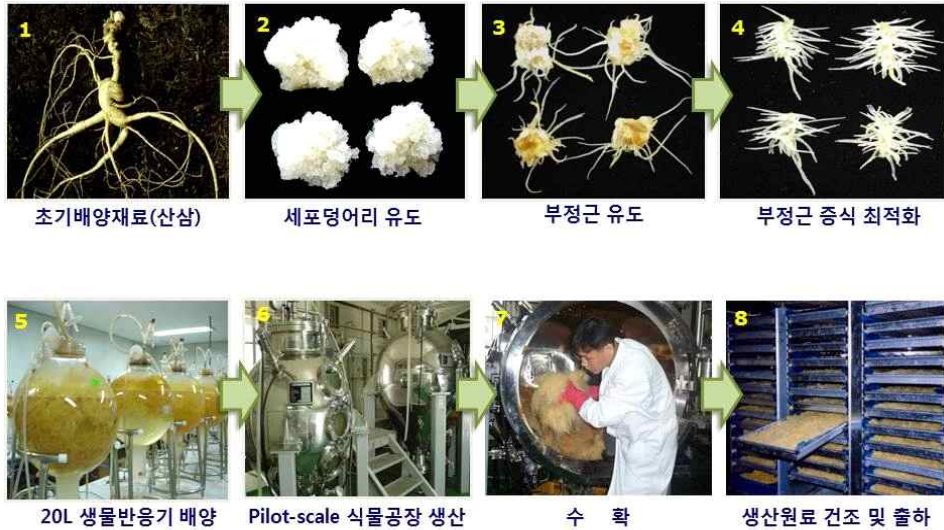 1
2
3
4
초기배양재료(산삼)
세포덩어리 유도
부정근 유도
부정근 증식 최적화
5
6
7
8
20L 생물반응기 배양
Pilot-scale 식물공장 생산
수 확
생산원료 건조 및 출하